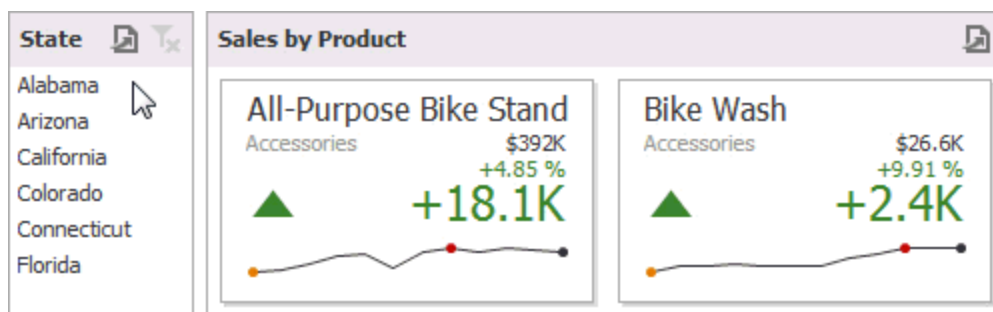 State
Alabama
Arizona
California
Colorado
Connecticut
Florida
Sales by Product
All-Purpose Bike Stand
Accessories $392K
+4.85 %
+18.1K
Bike Wash
Accessories $26.6K
+9.91 %
+2.4K